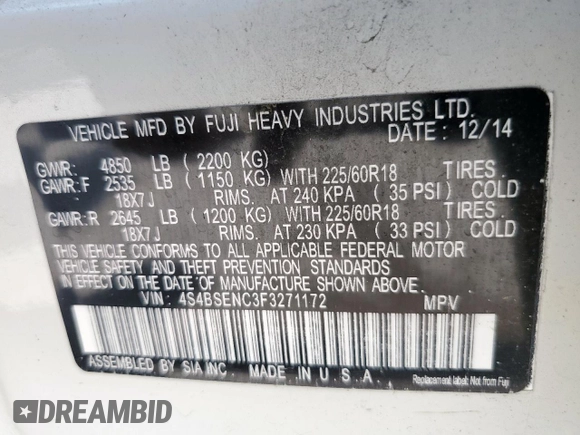 VEHICLE MFD BY FUJI HEAVY INDUSTRIES LTD.
DATE: 12/14
GVWR: 4850 LB (2200 KG)
GAWR:F 2535 LB (1150 KG) WITH 225/60R18 TIRES
18X7J RIMS. AT 240 KPA (35 PSI) COLD
GAWR:R 2645 LB (1200 KG) WITH 225/60R18 TIRES
18X7J RIMS. AT 230 KPA (33 PSI) COLD
THIS VEHICLE CONFORMS TO ALL APPLICABLE FEDERAL MOTOR
VEHICLE SAFETY AND THEFT PREVENTION STANDARDS IN EFFECT ON
THE DATE OF MANUFACTURE SHOWN ABOVE.
VIN: 4S4BSENC3F3271172 MPV
ASSEMBLED BY SIA INC. MADE IN U.S.A.
Replacement label: Not from Fuji
DREAMBID